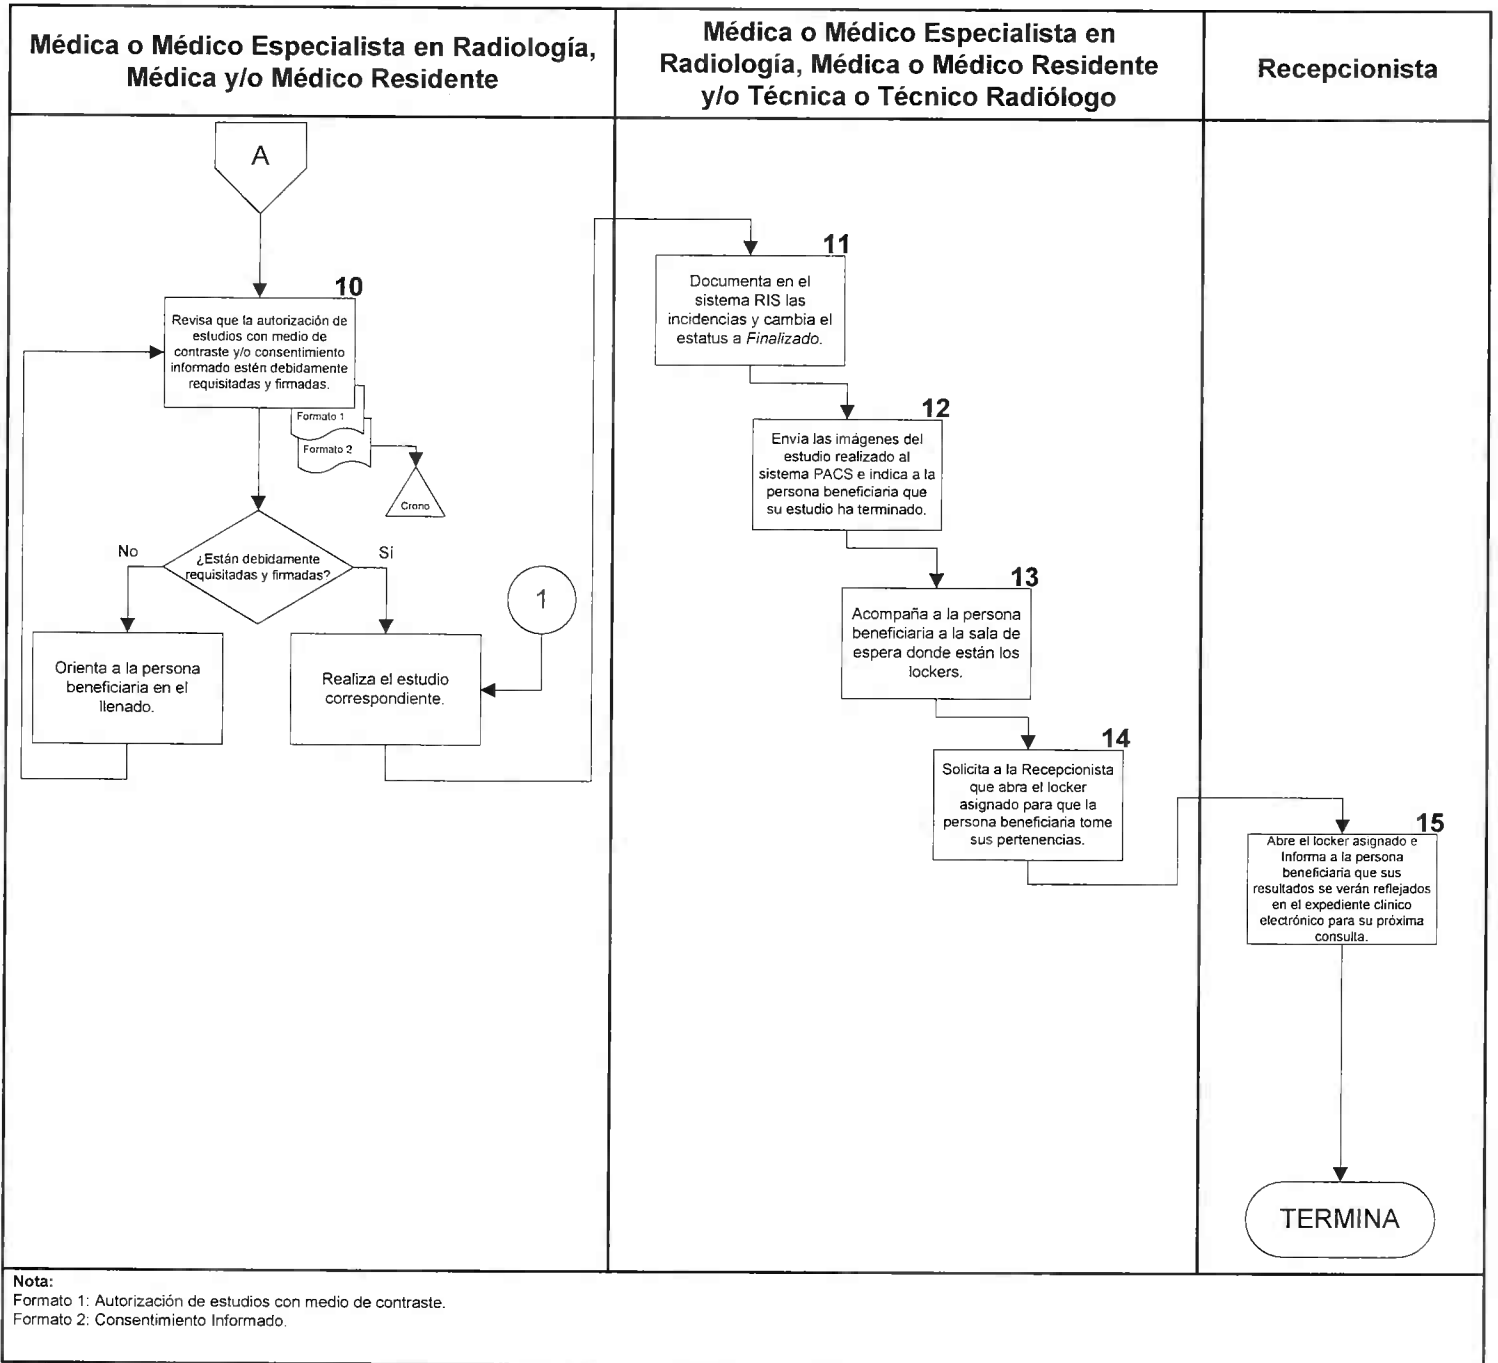 Médica o Médico Especialista en Radiología,
Médica y/o Médico Residente
Médica o Médico Especialista en
Radiología, Médica o Médico Residente
y/o Técnica o Técnico Radiólogo
Recepcionista
A
10
Revisa que la autorización de
estudios con medio de
contraste y/o consentimiento
informado estén debidamente
requisitadas y firmadas.
Formato 1
Formato 2
Crono
¿Están debidamente
requisitadas y firmadas?
No
Si
Orienta a la persona
beneficiaria en el
llenado.
Realiza el estudio
correspondiente.
1
11
Documenta en el
sistema RIS las
incidencias y cambia el
estatus a Finalizado.
12
Envía las imágenes del
estudio realizado al
sistema PACS e indica a la
persona beneficiaria que
su estudio ha terminado.
13
Acompaña a la persona
beneficiaria a la sala de
espera donde están los
lockers.
14
Solicita a la Recepcionista
que abra el locker
asignado para que la
persona beneficiaria tome
sus pertenencias.
15
Abre el locker asignado e
Informa a la persona
beneficiaria que sus
resultados se verán reflejados
en el expediente clínico
electrónico para su próxima
consulta.
TERMINA
Nota:
Formato 1: Autorización de estudios con medio de contraste.
Formato 2: Consentimiento Informado.